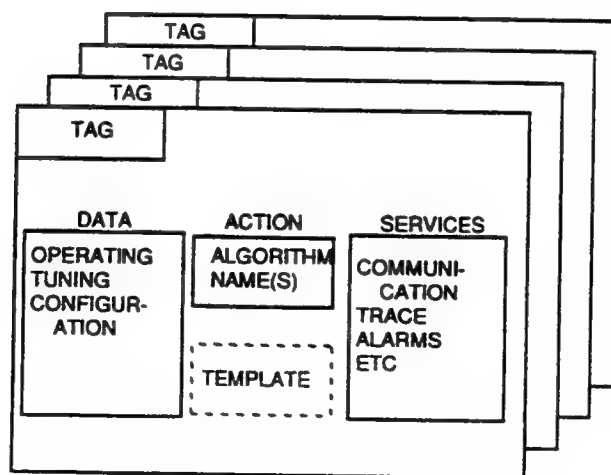 TAG
TAG
TAG
TAG
DATA
OPERATING
TUNING
CONFIGUR-
ATION
ACTION
ALGORITHM
NAME(S)
TEMPLATE
SERVICES
COMMUNI-
CATION
TRACE
ALARMS
ETC